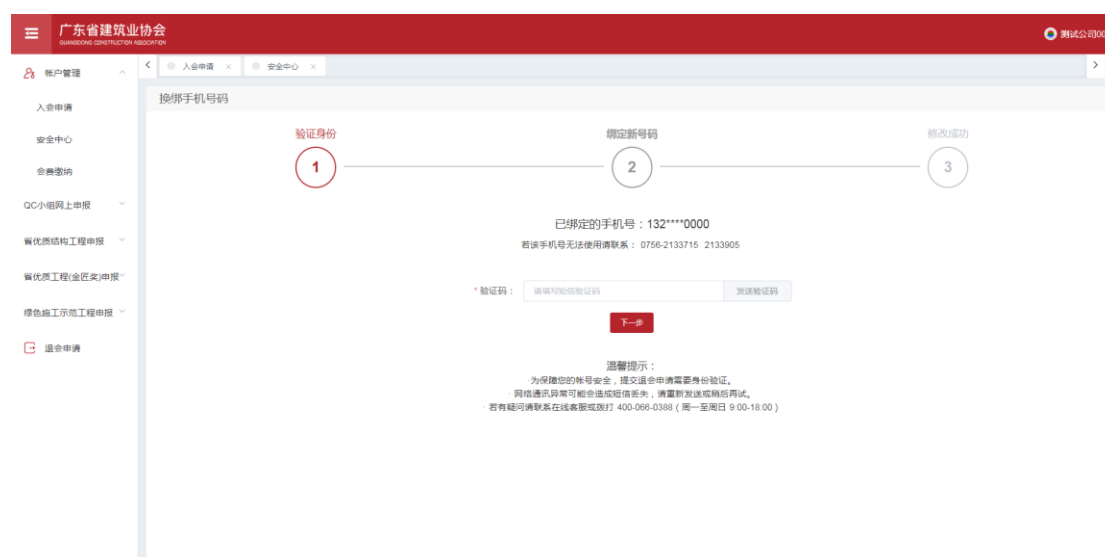 广东省建筑业协会
GUANGDONG CONSTRUCTION ASSOCIATION
测试公司00
帐户管理
入会申请
安全中心
入会申请
安全中心
会费缴纳
QC小组网上申报
省优质结构工程申报
省优质工程(金匠奖)申报
绿色施工示范工程申报
退会申请
换绑手机号码
验证身份
绑定新号码
修改成功
1
2
3
已绑定的手机号：132****0000
若该手机号无法使用请联系： 0756-2133715 2133905
*验证码： 请填写短信验证码 发送验证码
下一步
温馨提示：
·为保障您的帐号安全，提交退会申请需要身份验证。
·网络通讯异常可能会造成短信丢失，请重新发送或稍后再试。
·若有疑问请联系在线客服或拨打 400-066-0388 ( 周一至周日 9:00-18:00 )